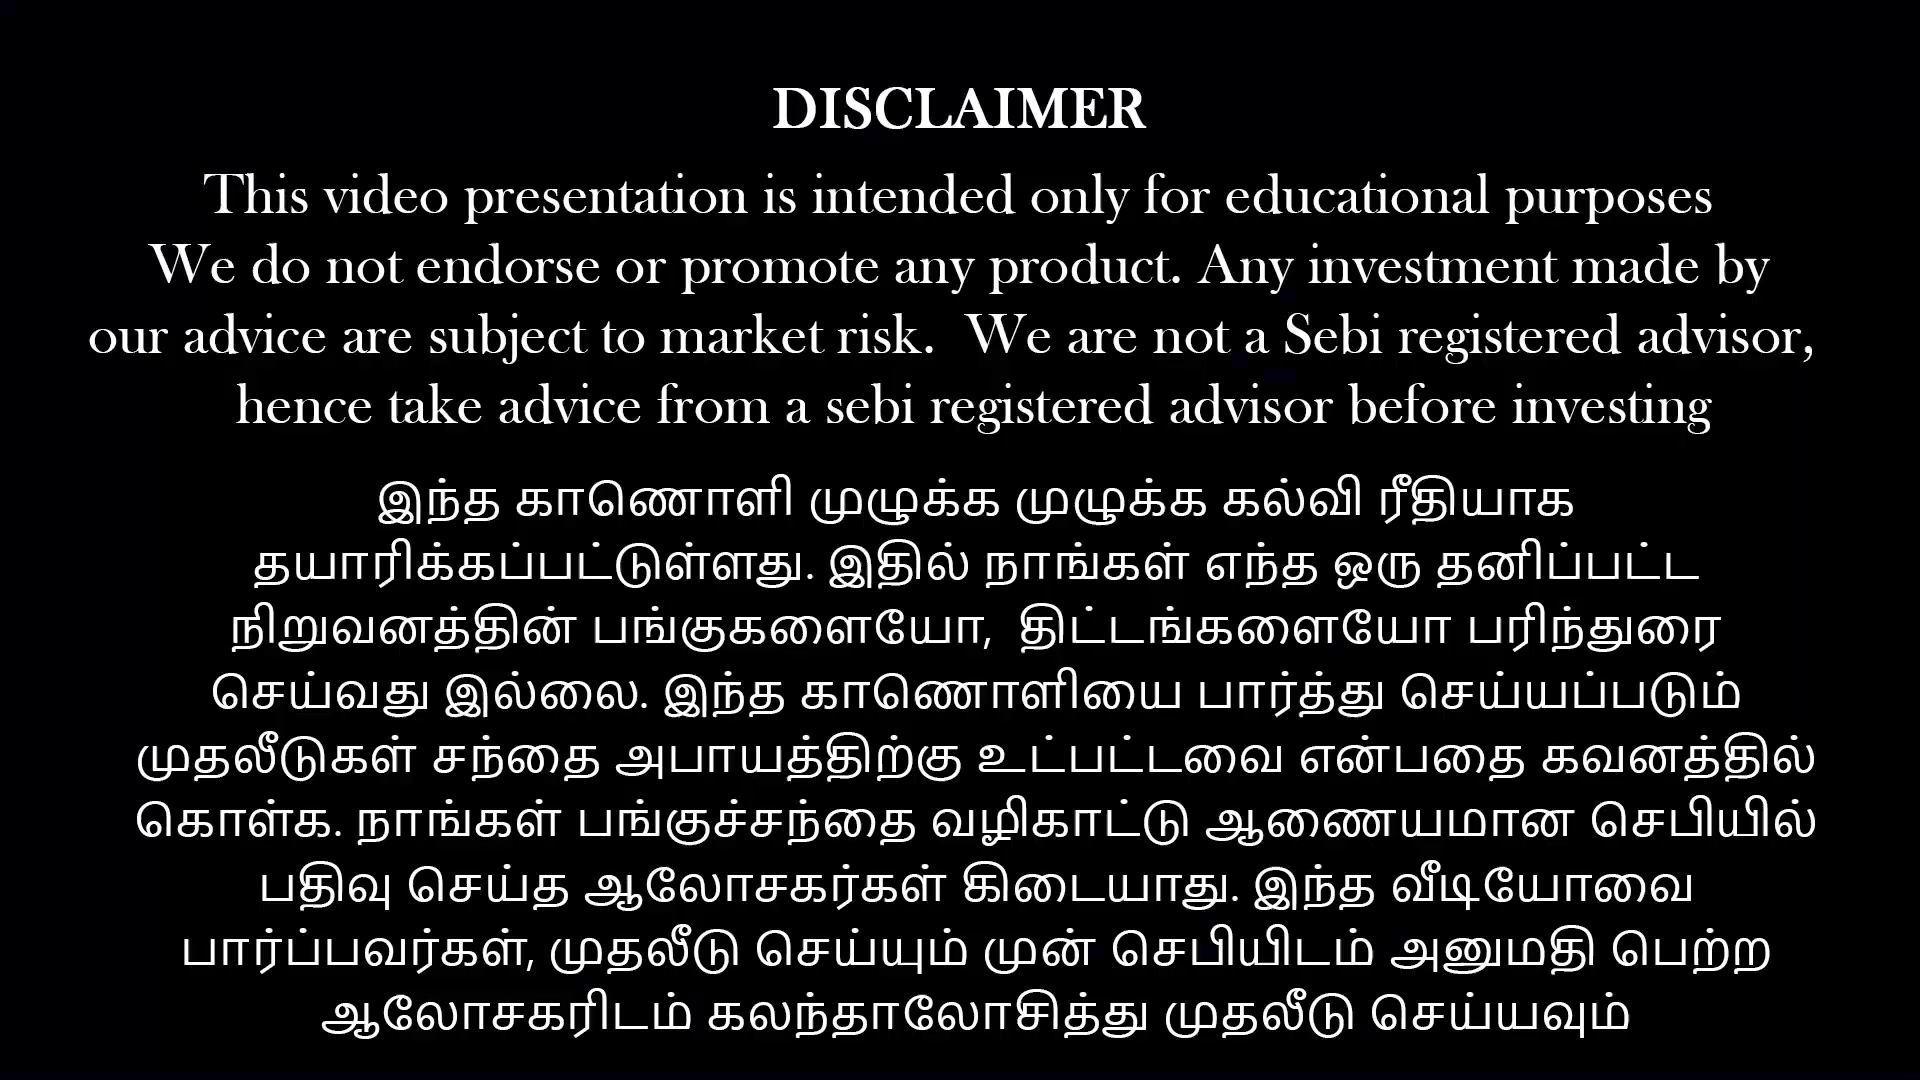 DISCLAIMER
This video presentation is intended only for educational purposes
We do not endorse or promote any product. Any investment made by
our advice are subject to market risk.  We are not a Sebi registered advisor,
hence take advice from a sebi registered advisor before investing
இந்த காணொளி முழுக்க முழுக்க கல்வி ரீதியாக
தயாரிக்கப்பட்டுள்ளது. இதில் நாங்கள் எந்த ஒரு தனிப்பட்ட
நிறுவனத்தின் பங்குகளையோ,  திட்டங்களையோ பரிந்துரை
செய்வது இல்லை. இந்த காணொளியை பார்த்து செய்யப்படும்
முதலீடுகள் சந்தை அபாயத்திற்கு உட்பட்டவை என்பதை கவனத்தில்
கொள்க. நாங்கள் பங்குச்சந்தை வழிகாட்டு ஆணையமான செபியில்
பதிவு செய்த ஆலோசகர்கள் கிடையாது. இந்த வீடியோவை
பார்ப்பவர்கள், முதலீடு செய்யும் முன் செபியிடம் அனுமதி பெற்ற
ஆலோசகரிடம் கலந்தாலோசித்து முதலீடு செய்யவும்